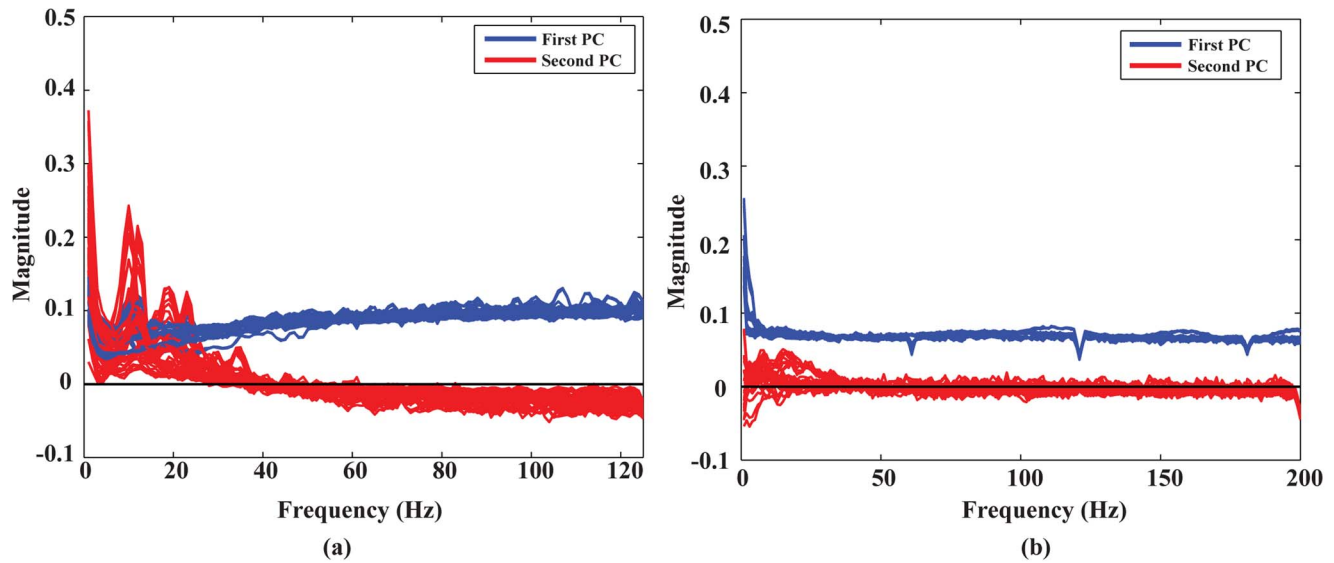 0.5
0.4
0.3
0.2
0.1
0
-0.1
Magnitude
First PC
Second PC
0 20 40 60 80 100 120
Frequency (Hz)
(a)
0.5
0.4
0.3
0.2
0.1
0
-0.1
Magnitude
First PC
Second PC
0 50 100 150 200
Frequency (Hz)
(b)